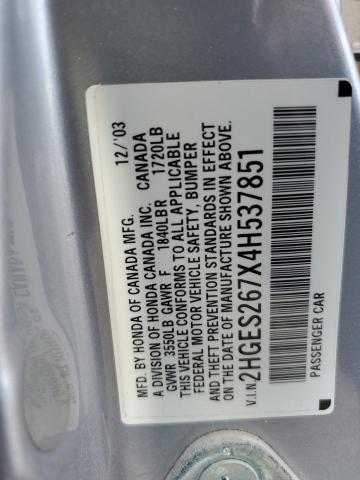 MFD. BY HONDA OF CANADA MFG. 12/'03
A DIVISION OF HONDA CANADA INC. CANADA
GVWR 3550LB GAWR F 1840LBR 1720LB
THIS VEHICLE CONFORMS TO ALL APPLICABLE
FEDERAL MOTOR VEHICLE SAFETY, BUMPER
AND THEFT PREVENTION STANDARDS IN EFFECT
ON THE DATE OF MANUFACTURE SHOWN ABOVE.
V.I.N. 2HGES267X4H537851
PASSENGER CAR